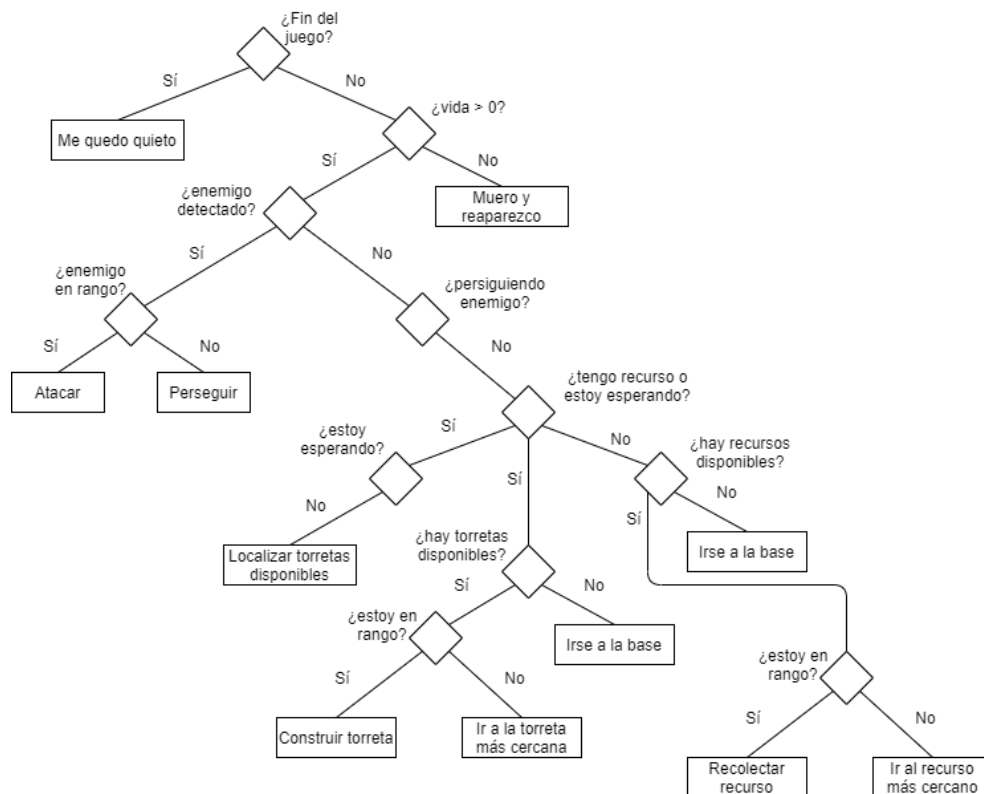 ¿Fin del
juego?
Sí
No
Me quedo quieto
¿vida > 0?
Sí
No
Muero y
reaparezco
¿enemigo
detectado?
Sí
No
¿enemigo
en rango?
Sí
No
Atacar
Perseguir
¿persiguiendo
enemigo?
No
¿tengo recurso o
estoy esperando?
Sí
Sí
No
¿estoy
esperando?
No
Localizar torretas
disponibles
¿hay recursos
disponibles?
Sí
No
Irse a la base
¿hay torretas
disponibles?
Sí
No
Irse a la base
¿estoy en
rango?
Sí
No
Construir torreta
Ir a la torreta
más cercana
¿estoy en
rango?
Sí
No
Recolectar
recurso
Ir al recurso
más cercano